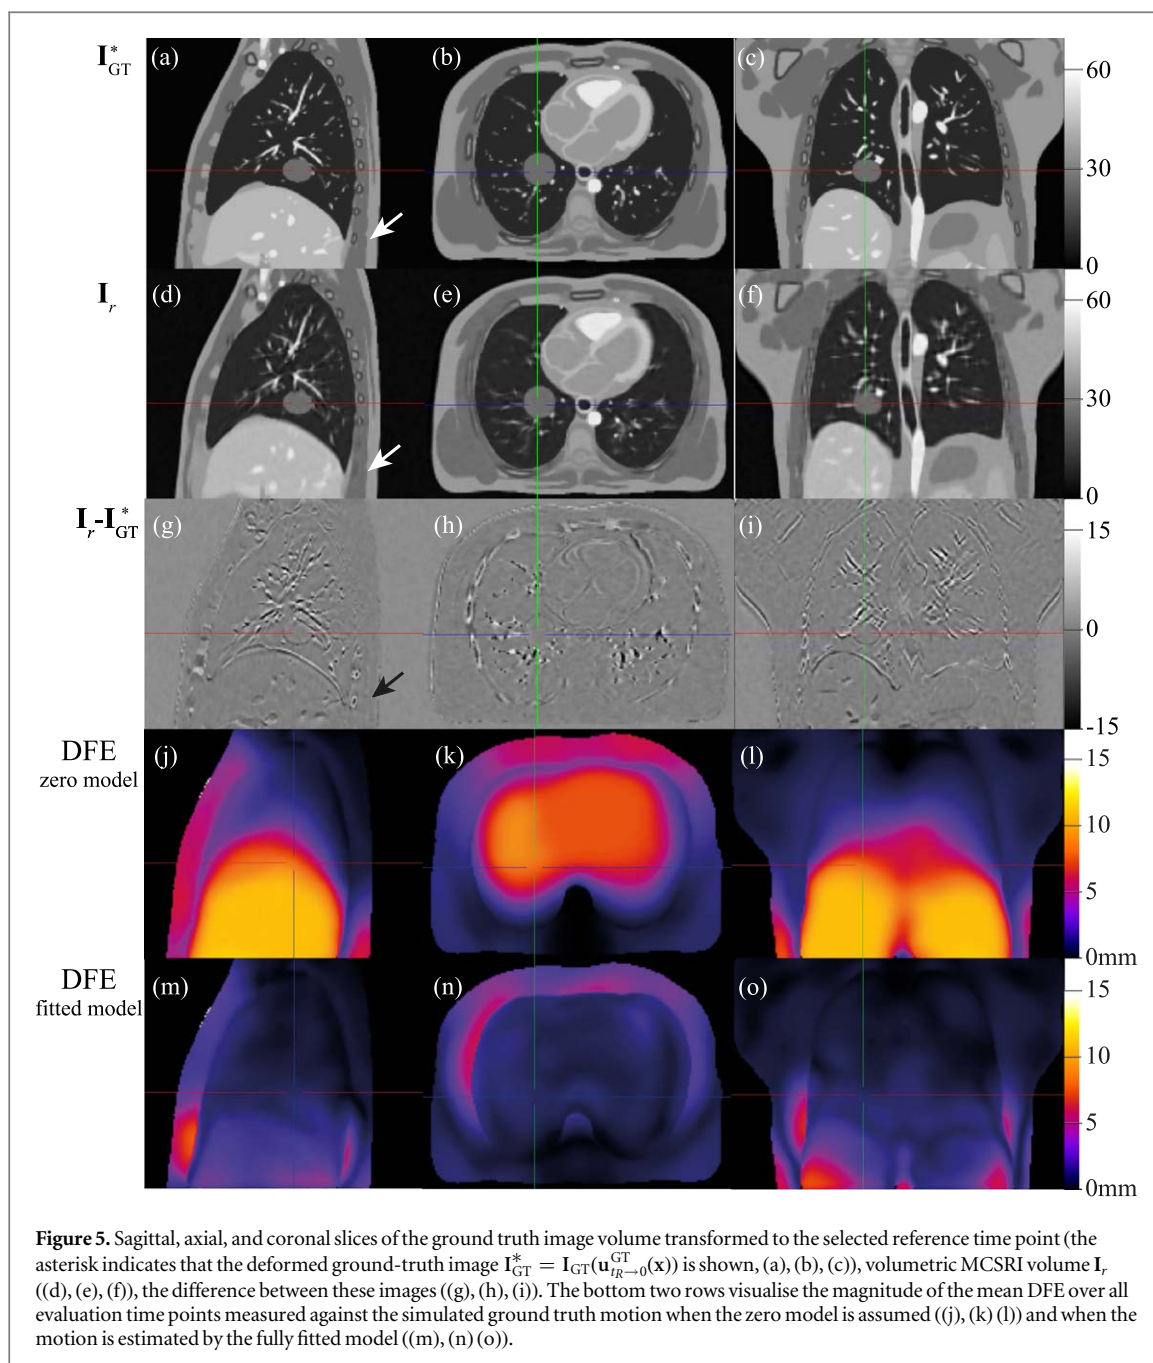 I*GT
(a)
(b)
(c)
60
30
0
Ir
(d)
(e)
(f)
60
30
0
Ir-I*GT
(g)
(h)
(i)
15
0
-15
DFE
zero model
(j)
(k)
(l)
15
10
5
0mm
DFE
fitted model
(m)
(n)
(o)
15
10
5
0mm
Figure 5. Sagittal, axial, and coronal slices of the ground truth image volume transformed to the selected reference time point (the
asterisk indicates that the deformed ground-truth image I*GT = IGT(u^GT_tR→0(x)) is shown, (a), (b), (c)), volumetric MCSRI volume Ir
((d), (e), (f)), the difference between these images ((g), (h), (i)). The bottom two rows visualise the magnitude of the mean DFE over all
evaluation time points measured against the simulated ground truth motion when the zero model is assumed ((j), (k) (l)) and when the
motion is estimated by the fully fitted model ((m), (n) (o)).